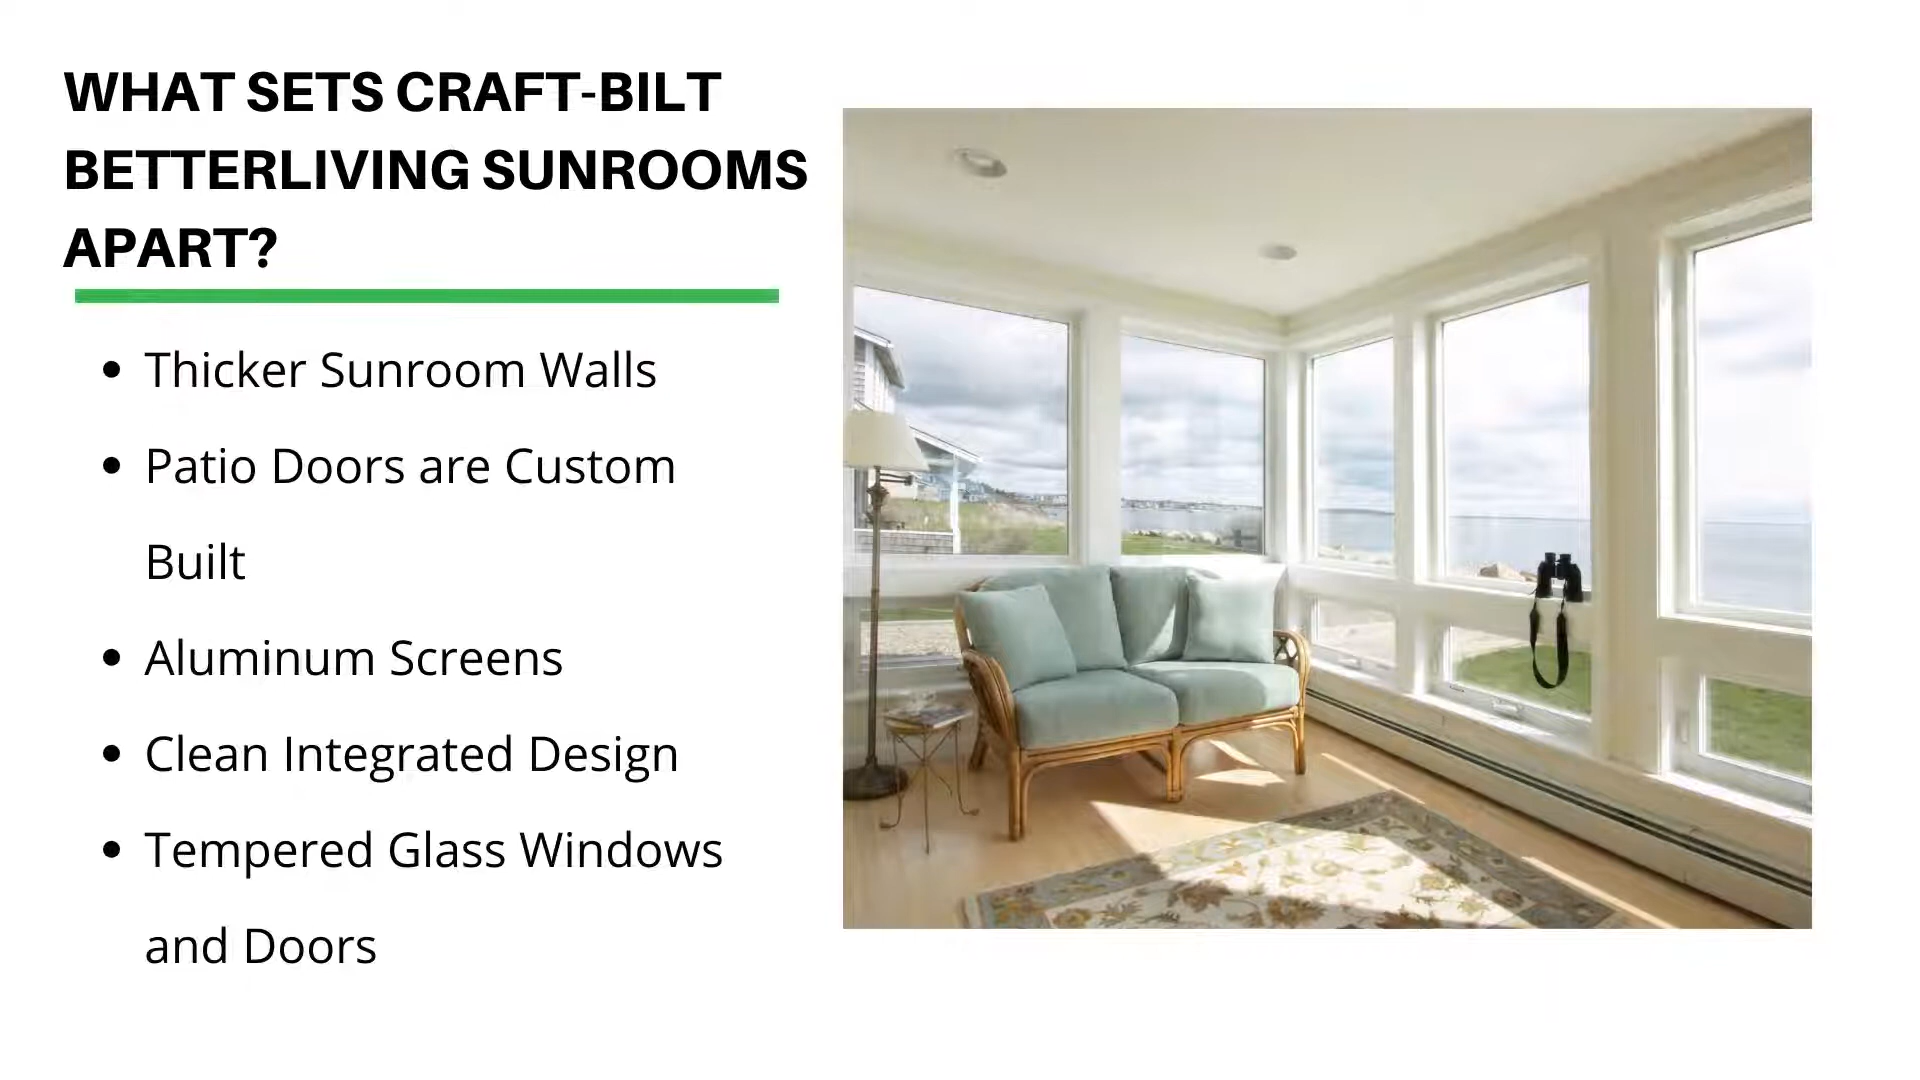 WHAT SETS CRAFT-BILT
BETTERLIVING SUNROOMS
APART?
• Thicker Sunroom Walls
• Patio Doors are Custom
Built
• Aluminum Screens
• Clean Integrated Design
• Tempered Glass Windows
and Doors